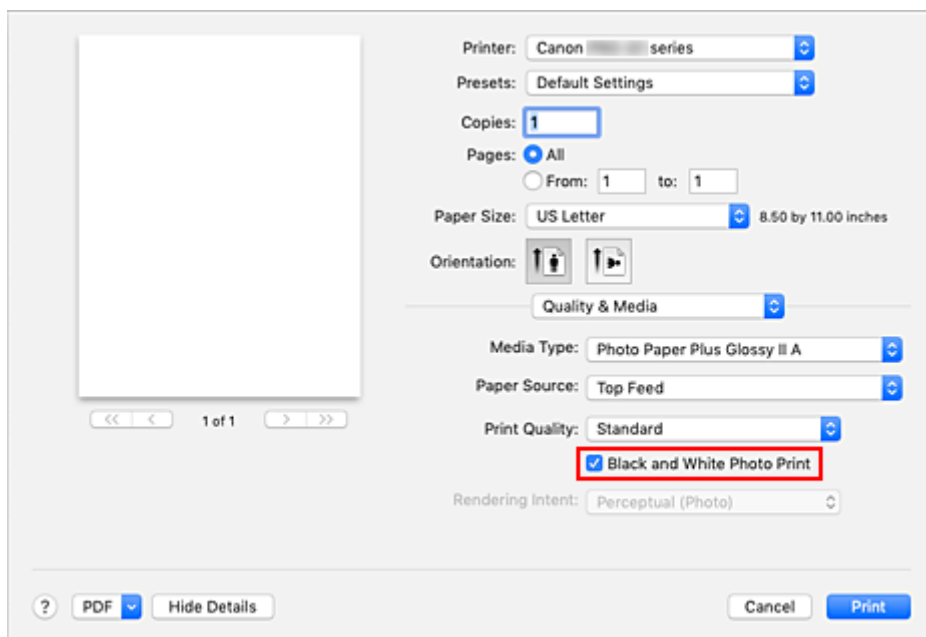 Printer: Canon series
Presets: Default Settings
Copies: 1
Pages: All
From: 1 to: 1
Paper Size: US Letter 8.50 by 11.00 inches
Orientation:
Quality & Media
Media Type: Photo Paper Plus Glossy II A
Paper Source: Top Feed
<< < 1 of 1 > >>
Print Quality: Standard
Black and White Photo Print
Rendering Intent: Perceptual (Photo)
? PDF Hide Details Cancel Print